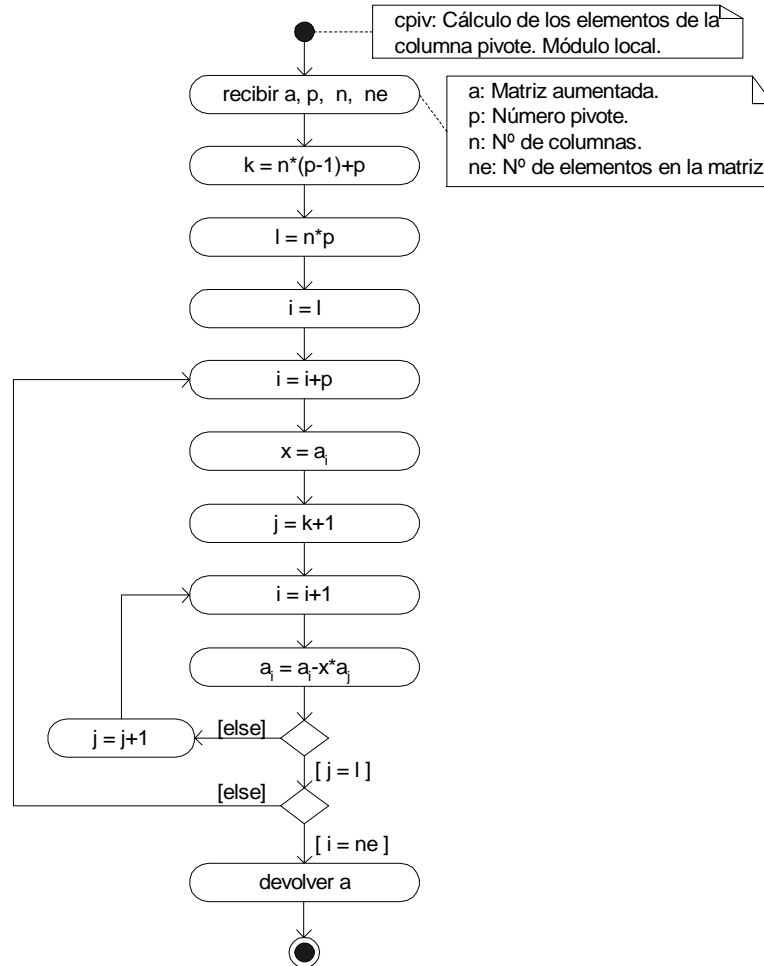 cpiv: Cálculo de los elementos de la
columna pivote. Módulo local.
recibir a, p, n, ne
a: Matriz aumentada.
p: Número pivote.
n: Nº de columnas.
ne: Nº de elementos en la matriz
k = n*(p-1)+p
l = n*p
i = l
i = i+p
x = aᵢ
j = k+1
i = i+1
aᵢ = aᵢ-x*aⱼ
[else]
j = j+1
[ j = l ]
[else]
[ i = ne ]
devolver a